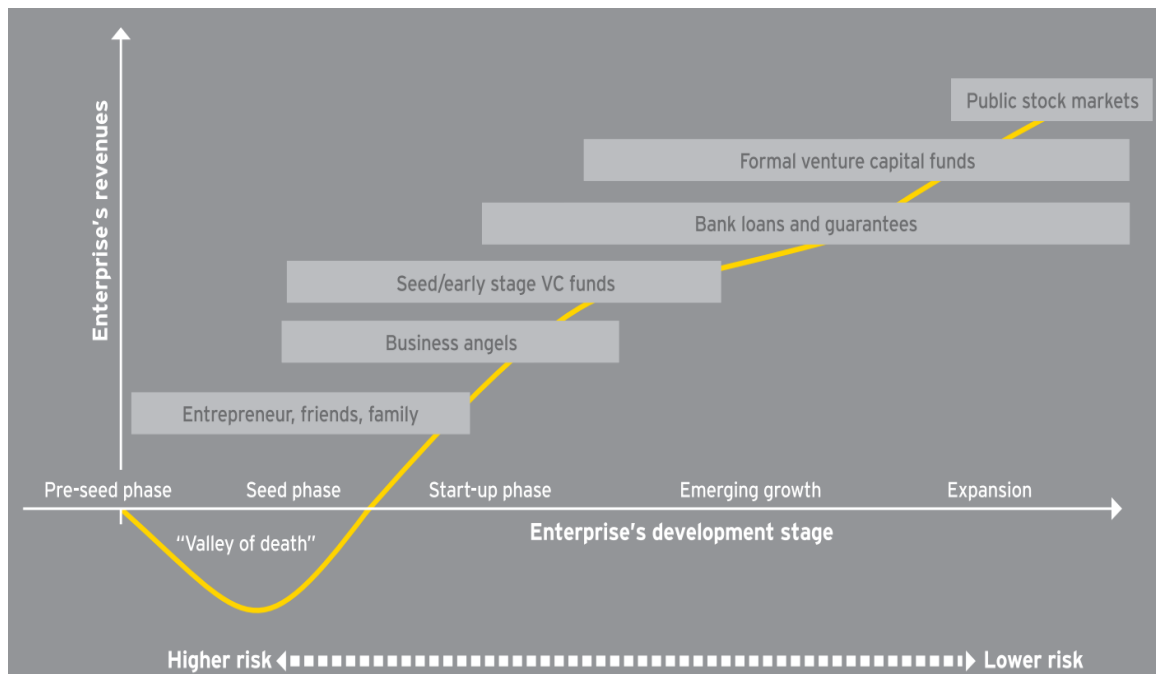 Enterprise's revenues
Public stock markets
Formal venture capital funds
Bank loans and guarantees
Seed/early stage VC funds
Business angels
Entrepreneur, friends, family
Pre-seed phase
Seed phase
Start-up phase
Emerging growth
Expansion
Enterprise's development stage
“Valley of death”
Higher risk
Lower risk